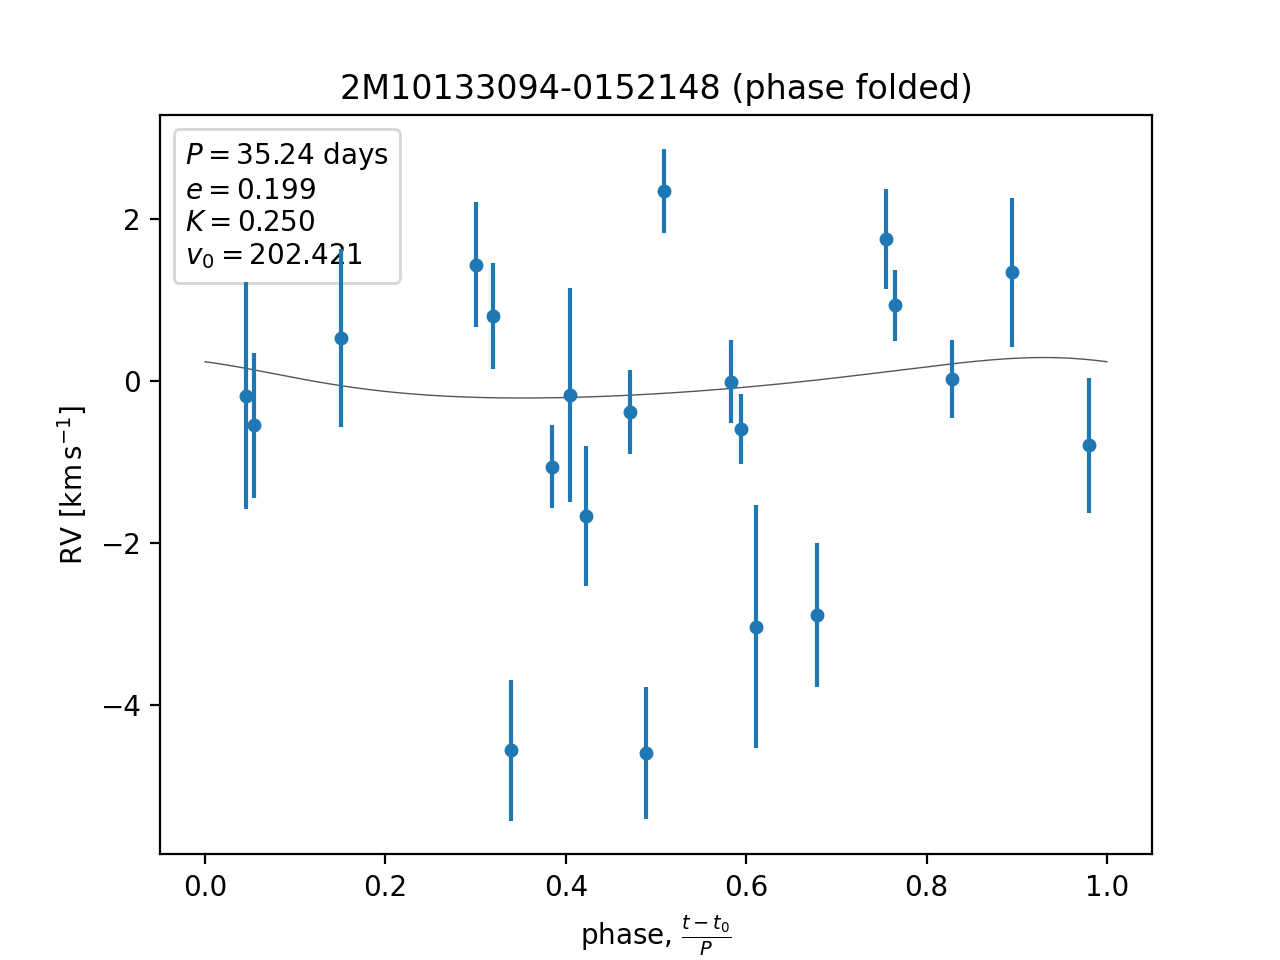 2M10133094-0152148 (phase folded)
P = 35.24 days
e = 0.199
K = 0.250
v₀ = 202.421
2
0
−2
−4
RV [km s⁻¹]
0.0 0.2 0.4 0.6 0.8 1.0
phase, (t − t₀)/P